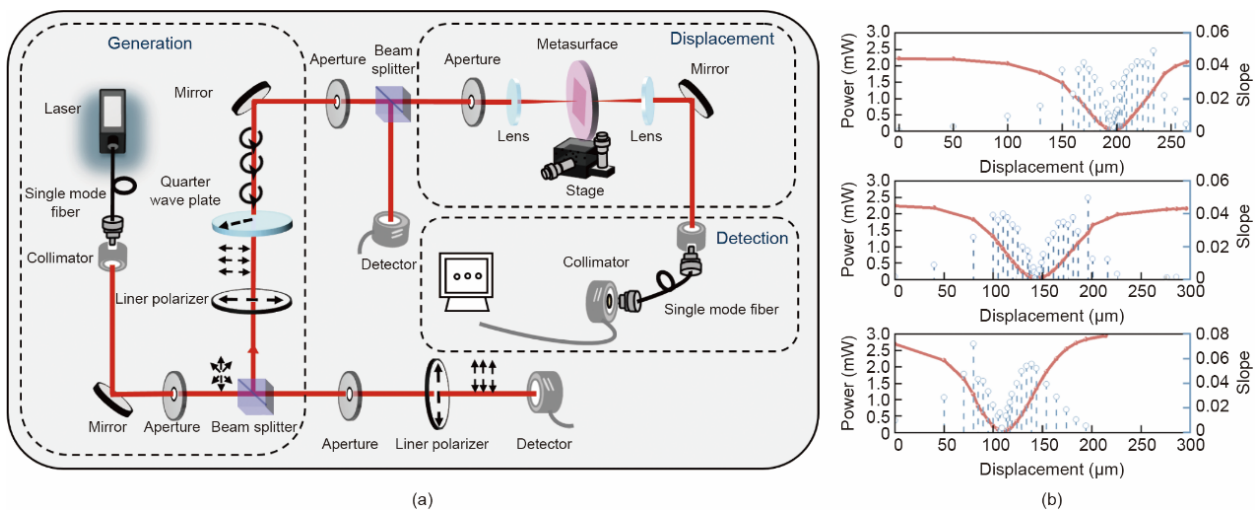 Generation
Laser
Single mode
fiber
Collimator
Mirror
Aperture
Beam splitter
Liner polarizer
Quarter
wave plate
Mirror
Aperture
Beam
splitter
Detector
Aperture
Liner polarizer
Detector
Displacement
Aperture
Lens
Metasurface
Stage
Lens
Mirror
Detection
Collimator
Single mode fiber
(a)
Power (mW)
3.0
2.5
2.0
1.5
1.0
0.5
0
0.06
0.04
0.02
0
Slope
0 50 100 150 200 250
Displacement (μm)
Power (mW)
3.0
2.5
2.0
1.5
1.0
0.5
0
0.06
0.04
0.02
0
Slope
0 50 100 150 200 250 300
Displacement (μm)
Power (mW)
3.0
2.5
2.0
1.5
1.0
0.5
0
0.08
0.06
0.04
0.02
0
Slope
0 50 100 150 200 250 300
Displacement (μm)
(b)